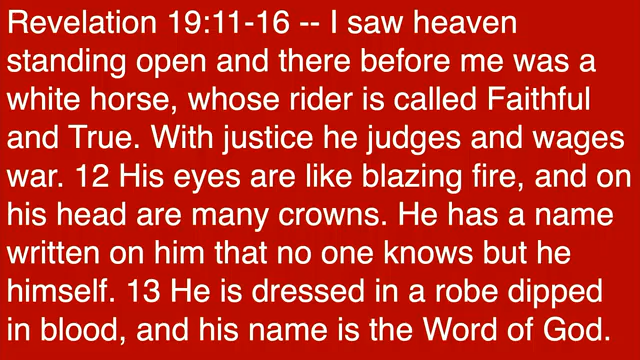 Revelation 19:11-16 -- I saw heaven
standing open and there before me was a
white horse, whose rider is called Faithful
and True. With justice he judges and wages
war. 12 His eyes are like blazing fire, and on
his head are many crowns. He has a name
written on him that no one knows but he
himself. 13 He is dressed in a robe dipped
in blood, and his name is the Word of God.